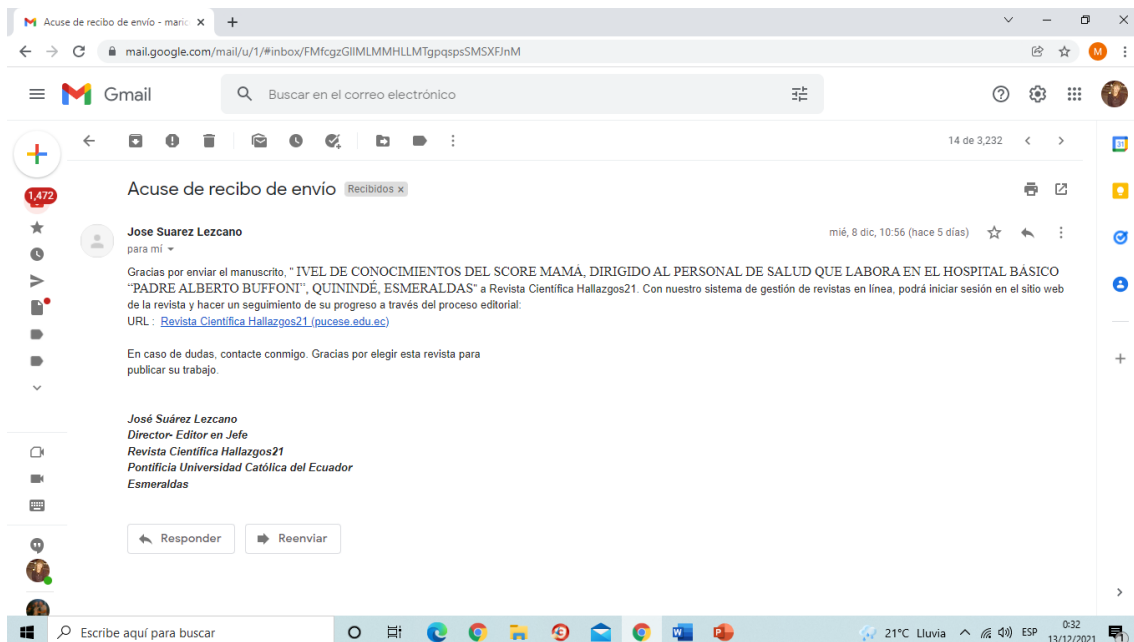 Acuse de recibo de envío - maric
mail.google.com/mail/u/1/#inbox/FMfcgzGllMLMMHLLMTgpqspsSMSXFJnM
M
Gmail
Buscar en el correo electrónico
14 de 3,232
31
1,472
Acuse de recibo de envío Recibidos x
Jose Suarez Lezcano
mié, 8 dic, 10:56 (hace 5 días)
para mí
Gracias por enviar el manuscrito, " IVEL DE CONOCIMIENTOS DEL SCORE MAMÁ, DIRIGIDO AL PERSONAL DE SALUD QUE LABORA EN EL HOSPITAL BÁSICO
“PADRE ALBERTO BUFFONI”, QUININDÉ, ESMERALDAS" a Revista Científica Hallazgos21. Con nuestro sistema de gestión de revistas en línea, podrá iniciar sesión en el sitio web
de la revista y hacer un seguimiento de su progreso a través del proceso editorial:
URL : Revista Científica Hallazgos21 (pucese.edu.ec)
En caso de dudas, contacte conmigo. Gracias por elegir esta revista para
publicar su trabajo.
José Suárez Lezcano
Director- Editor en Jefe
Revista Científica Hallazgos21
Pontificia Universidad Católica del Ecuador
Esmeraldas
Responder
Reenviar
Escribe aquí para buscar
21°C Lluvia
ESP
0:32
13/12/2021